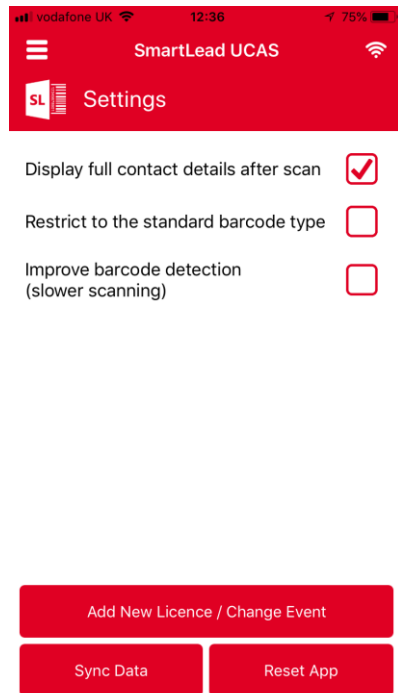 vodafone UK 12:36 75%
SmartLead UCAS
SL Settings
Display full contact details after scan
Restrict to the standard barcode type
Improve barcode detection
(slower scanning)
Add New Licence / Change Event
Sync Data Reset App